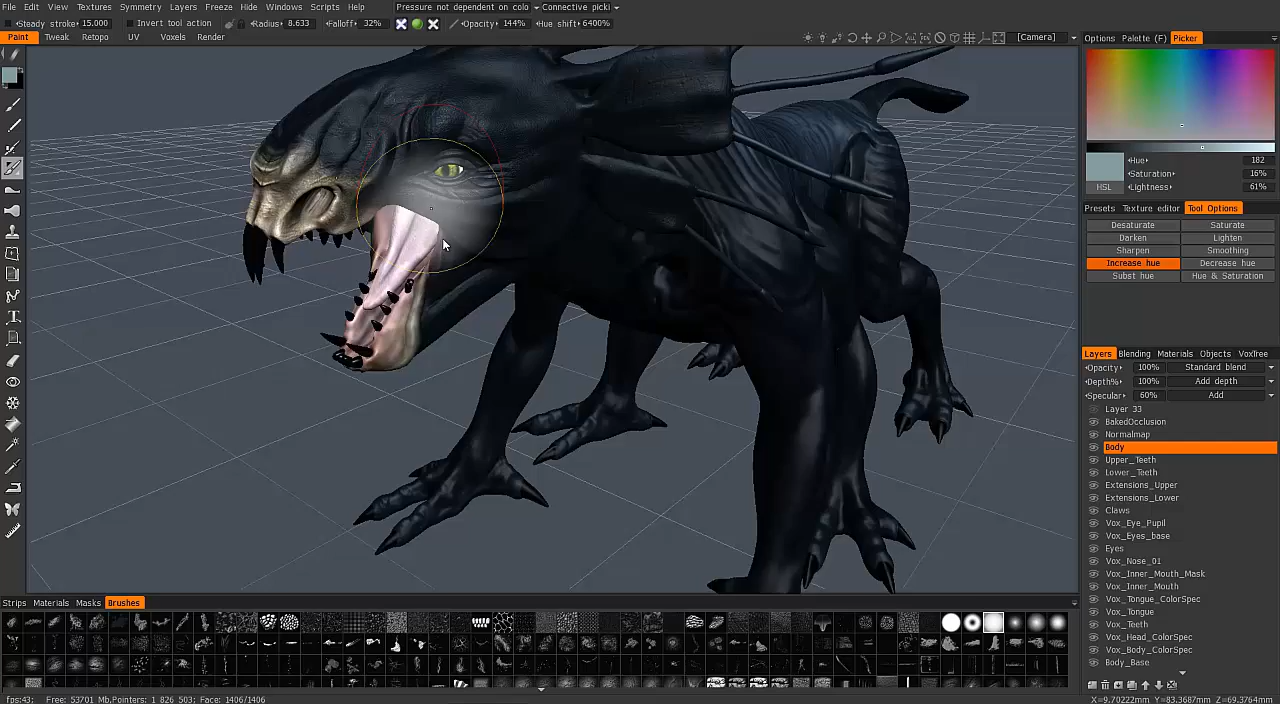 File Edit View Textures Symmetry Layers Freeze Hide Windows Scripts Help Pressure not dependent on colo Connective picki
Steady stroke 15.000 Invert tool action Radius 8.633 Falloff 32% Opacity 144% Hue shift 6400%
Paint Tweak Retopo UV Voxels Render [Camera] Options Palette (F) Picker
Hue 182
Saturation 16%
HSL Lightness 61%
Presets Texture editor Tool Options
Desaturate Saturate
Darken Lighten
Sharpen Smoothing
Increase hue Decrease hue
Subst hue Hue & Saturation
Layers Blending Materials Objects VoxTree
Opacity 100% Standard blend
Depth% 100% Add depth
Specular 60% Add
Layer 33
BakedOcclusion
Normalmap
Body
Upper_Teeth
Lower_Teeth
Extensions_Upper
Extensions_Lower
Claws
Vox_Eye_Pupil
Vox_Eyes_base
Eyes
Vox_Nose_01
Vox_Inner_Mouth_Mask
Vox_Inner_Mouth
Vox_Tongue_ColorSpec
Vox_Tongue
Vox_Teeth
Vox_Head_ColorSpec
Vox_Body_ColorSpec
Body_Base
Strips Materials Masks Brushes
fps:43; Free: 53701 Mb,Pointers: 1 826 503; Face: 1406/1406 X=9.70222m Y=83.3687m Z=69.3764m